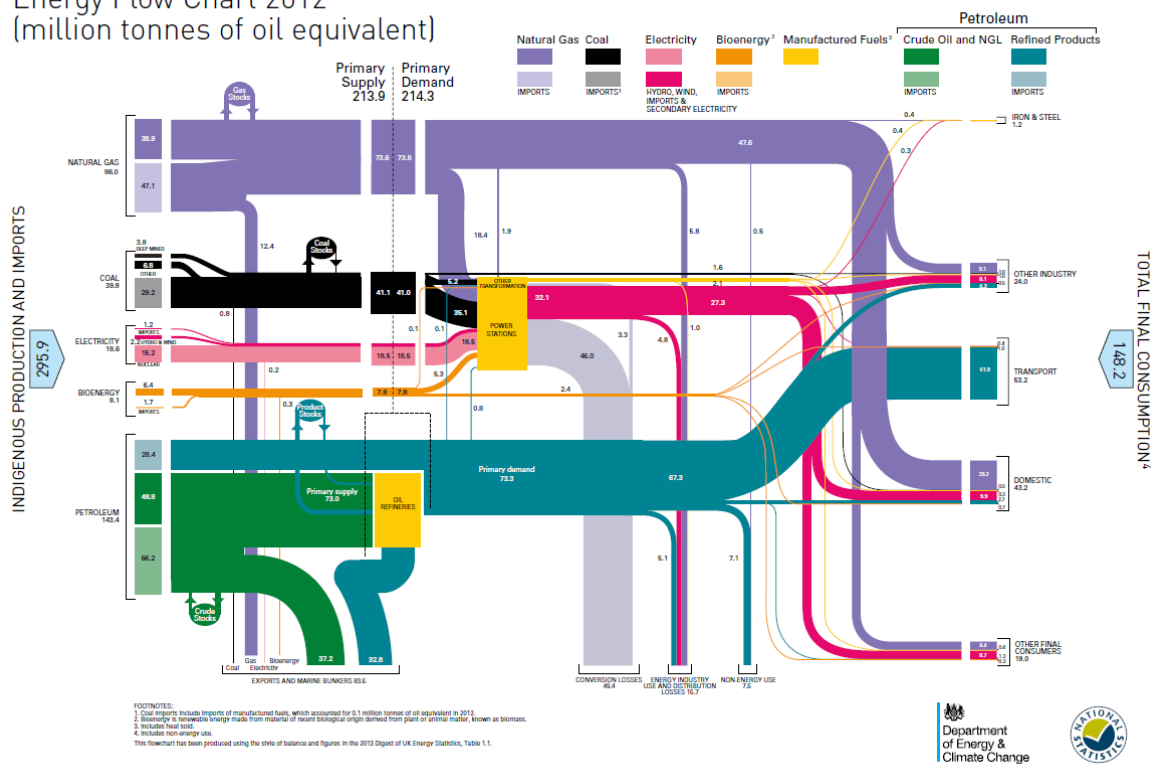 Energy Flow Chart 2012
(million tonnes of oil equivalent)
Petroleum
Natural Gas
Coal
Electricity
Bioenergy²
Manufactured Fuels³
Crude Oil and NGL
Refined Products
IMPORTS
IMPORTS¹
HYDRO, WIND,
IMPORTS &
SECONDARY ELECTRICITY
IMPORTS
IMPORTS
IMPORTS
Primary
Supply
213.9
Primary
Demand
214.3
INDIGENOUS PRODUCTION AND IMPORTS
295.9
TOTAL FINAL CONSUMPTION⁴
148.2
Gas
Stocks
NATURAL GAS
86.0
38.9
47.1
73.6
73.8
47.6
0.4
0.4
0.3
IRON & STEEL
1.2
12.4
18.4
1.9
5.8
0.5
3.8
DEEP MINED
6.8
OTHER
COAL
39.8
29.2
Coal
Stocks
41.1
41.0
5.2
35.1
OTHER
TRANSFORMATION
POWER
STATIONS
1.6
2.1
32.1
27.3
8.1
8.1
OTHER INDUSTRY
24.0
0.8
1.2
IMPORTS
2.2
HYDRO & WIND
15.2
NUCLEAR
ELECTRICITY
18.6
0.2
18.5
18.5
0.1
0.1
18.5
46.0
3.3
4.8
1.0
6.4
BIOENERGY
8.1
1.7
IMPORTS
0.3
7.8
7.8
5.3
2.4
0.8
51.9
TRANSPORT
53.2
Product
Stocks
28.4
48.8
PETROLEUM
143.4
66.2
Primary supply
73.0
OIL
REFINERIES
Primary demand
73.3
67.3
29.2
9.9
DOMESTIC
43.2
5.1
7.1
Crude
Stocks
37.2
32.8
8.7
OTHER FINAL
CONSUMERS
19.0
Coal
Gas
Electricity
Bioenergy
EXPORTS AND MARINE BUNKERS 83.6
CONVERSION LOSSES
49.4
ENERGY INDUSTRY
USE AND DISTRIBUTION
LOSSES 16.7
NON-ENERGY USE
7.6
FOOTNOTES:
1. Coal imports include imports of manufactured fuels, which accounted for 0.1 million tonnes of oil equivalent in 2012.
2. Bioenergy is renewable energy made from material of recent biological origin derived from plant or animal matter, known as biomass.
3. Includes heat sold.
4. Includes non-energy use.
This flowchart has been produced using the style of balance and figures in the 2013 Digest of UK Energy Statistics, Table 1.1.
Department
of Energy &
Climate Change
NATIONAL
STATISTICS